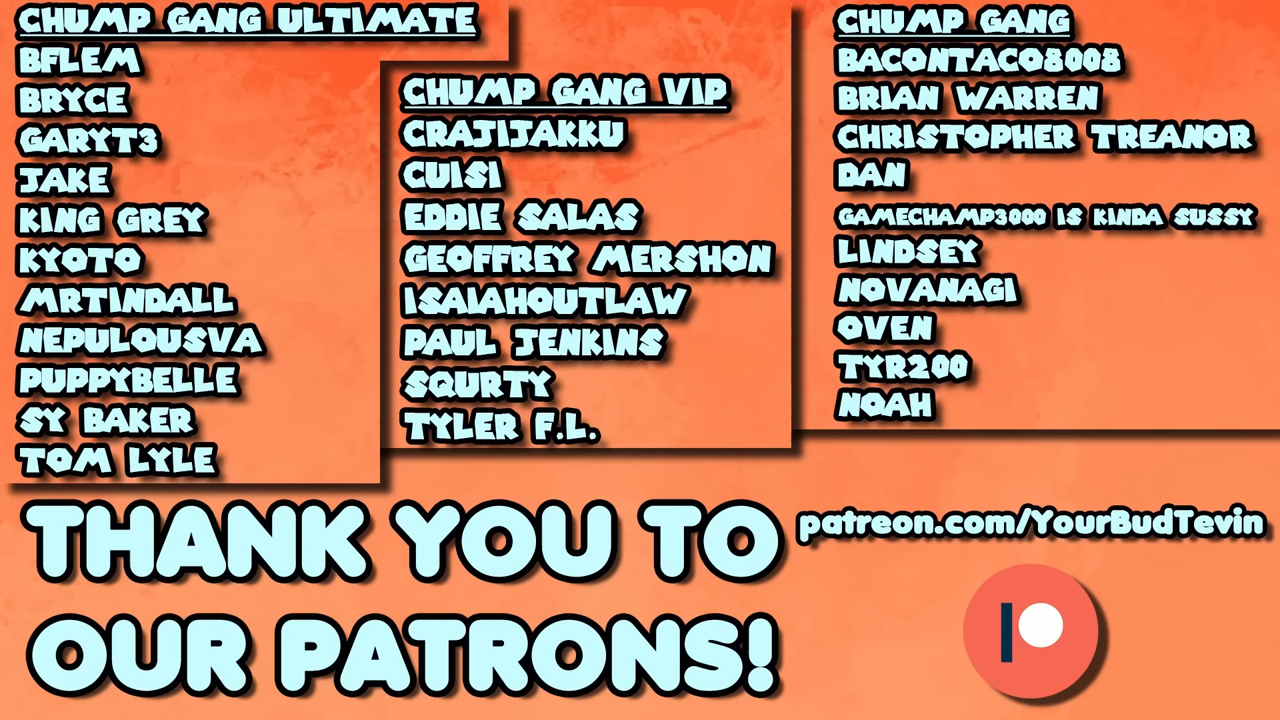 CHUMP GANG ULTIMATE
BFLEM
BRYCE
GARYT3
JAKE
KING GREY
KYOTO
MRTINDALL
NEPULOUSVA
PUPPYBELLE
SY BAKER
TOM LYLE
CHUMP GANG VIP
CRAJIJAKKU
CUISI
EDDIE SALAS
GEOFFREY MERSHON
ISAIAHOUTLAW
PAUL JENKINS
SQURTY
TYLER F.L.
CHUMP GANG
BACONTACO8008
BRIAN WARREN
CHRISTOPHER TREANOR
DAN
GAMECHAMP3000 IS KINDA SUSSY
LINDSEY
NOVANAGI
OVEN
TYR200
NOAH
THANK YOU TO
OUR PATRONS!
patreon.com/YourBudTevin